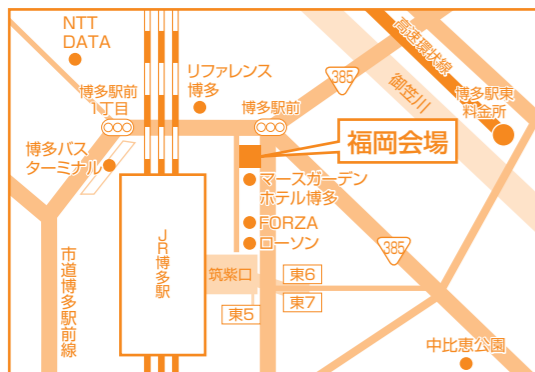 NTT
DATA
博多駅前
1丁目
リファレンス
博多
博多駅前
385
高速環状線
御笠川
博多駅東
料金所
福岡会場
博多バス
ターミナル
マースガーデン
ホテル博多
FORZA
ローソン
JR博多駅
市道博多駅前線
筑紫口
東5
東6
東7
385
中比恵公園